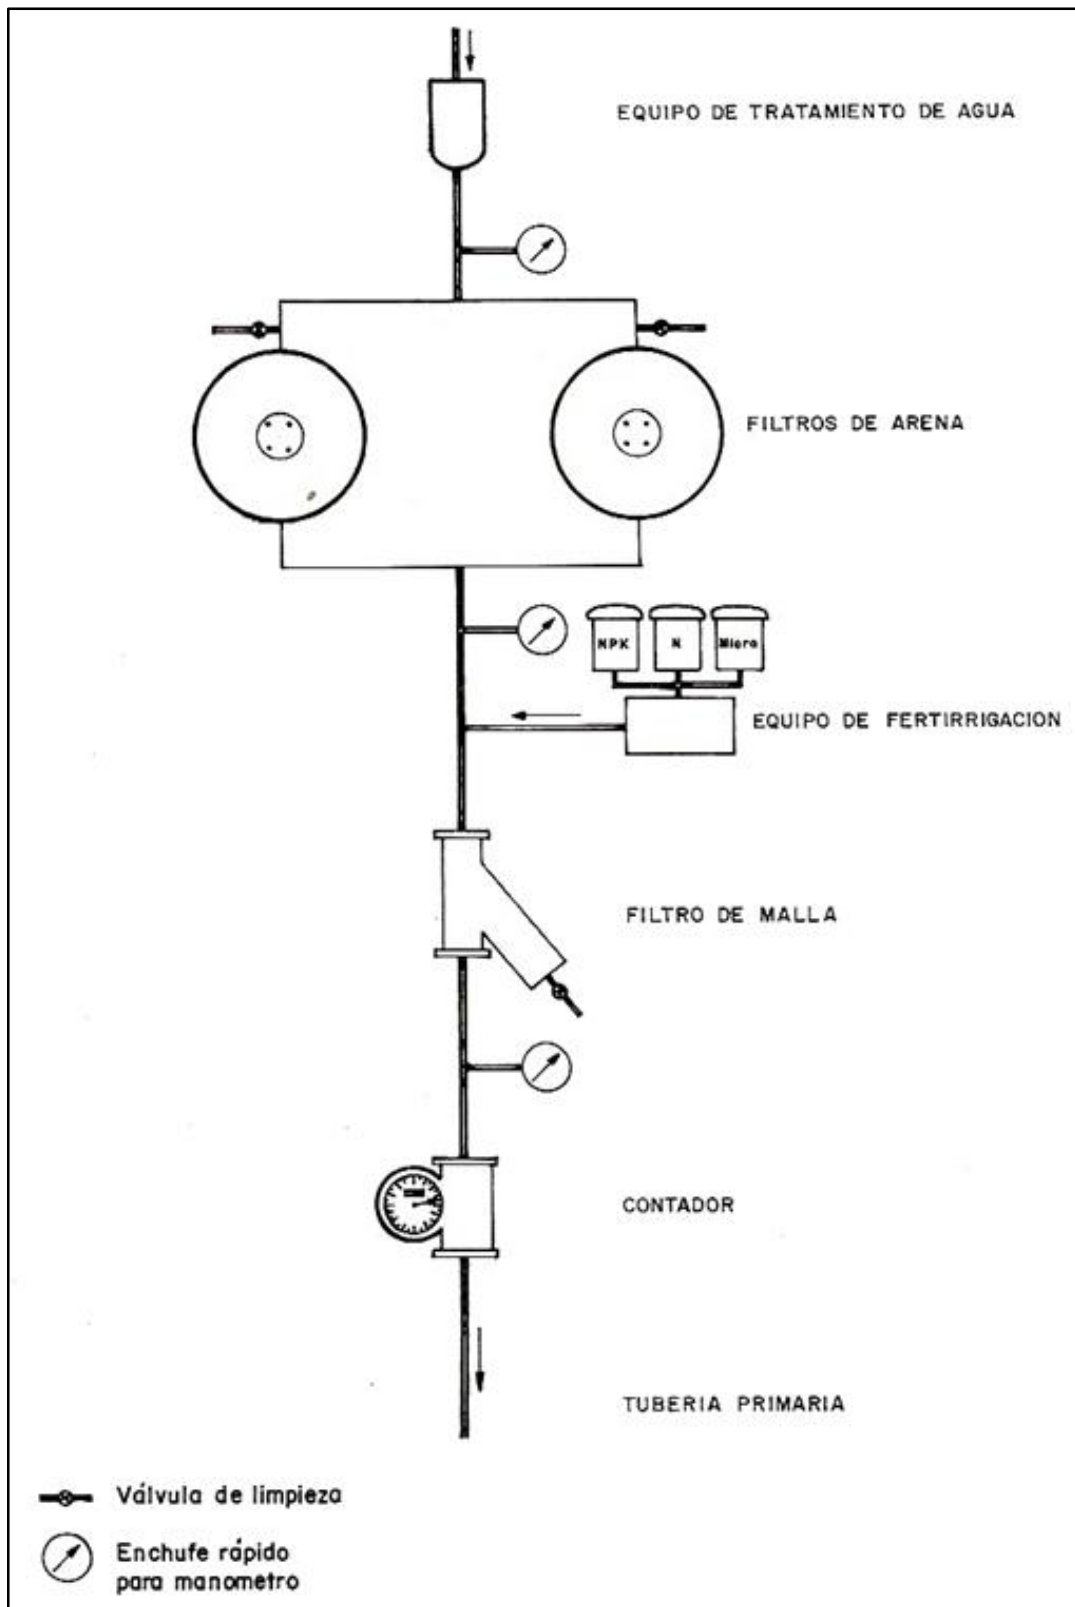 EQUIPO DE TRATAMIENTO DE AGUA
FILTROS DE ARENA
NPK
N
Micro
EQUIPO DE FERTIRRIGACION
FILTRO DE MALLA
CONTADOR
TUBERIA PRIMARIA
Válvula de limpieza
Enchufe rápido
para manometro